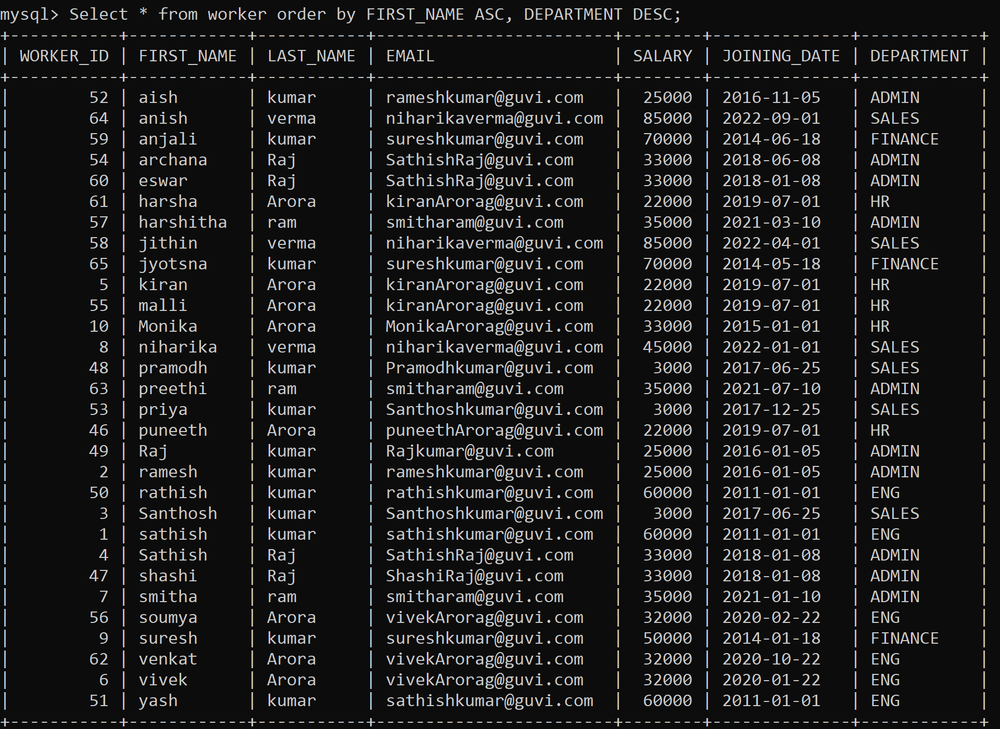 mysql> Select * from worker order by FIRST_NAME ASC, DEPARTMENT DESC;
+-----------+------------+-----------+------------------------+--------+--------------+------------+
| WORKER_ID | FIRST_NAME | LAST_NAME | EMAIL                  | SALARY | JOINING_DATE | DEPARTMENT |
+-----------+------------+-----------+------------------------+--------+--------------+------------+
|        52 | aish       | kumar     | rameshkumar@guvi.com   |  25000 | 2016-11-05   | ADMIN      |
|        64 | anish      | verma     | niharikaverma@guvi.com |  85000 | 2022-09-01   | SALES      |
|        59 | anjali     | kumar     | sureshkumar@guvi.com   |  70000 | 2014-06-18   | FINANCE    |
|        54 | archana    | Raj       | SathishRaj@guvi.com    |  33000 | 2018-06-08   | ADMIN      |
|        60 | eswar      | Raj       | SathishRaj@guvi.com    |  33000 | 2018-01-08   | ADMIN      |
|        61 | harsha     | Arora     | kiranArorag@guvi.com   |  22000 | 2019-07-01   | HR         |
|        57 | harshitha  | ram       | smitharam@guvi.com     |  35000 | 2021-03-10   | ADMIN      |
|        58 | jithin     | verma     | niharikaverma@guvi.com |  85000 | 2022-04-01   | SALES      |
|        65 | jyotsna    | kumar     | sureshkumar@guvi.com   |  70000 | 2014-05-18   | FINANCE    |
|         5 | kiran      | Arora     | kiranArorag@guvi.com   |  22000 | 2019-07-01   | HR         |
|        55 | malli      | Arora     | kiranArorag@guvi.com   |  22000 | 2019-07-01   | HR         |
|        10 | Monika     | Arora     | MonikaArorag@guvi.com  |  33000 | 2015-01-01   | HR         |
|         8 | niharika   | verma     | niharikaverma@guvi.com |  45000 | 2022-01-01   | SALES      |
|        48 | pramodh    | kumar     | Pramodhkumar@guvi.com  |   3000 | 2017-06-25   | SALES      |
|        63 | preethi    | ram       | smitharam@guvi.com     |  35000 | 2021-07-10   | ADMIN      |
|        53 | priya      | kumar     | Santhoshkumar@guvi.com |   3000 | 2017-12-25   | SALES      |
|        46 | puneeth    | Arora     | puneethArorag@guvi.com |  22000 | 2019-07-01   | HR         |
|        49 | Raj        | kumar     | Rajkumar@guvi.com      |  25000 | 2016-01-05   | ADMIN      |
|         2 | ramesh     | kumar     | rameshkumar@guvi.com   |  25000 | 2016-01-05   | ADMIN      |
|        50 | rathish    | kumar     | rathishkumar@guvi.com  |  60000 | 2011-01-01   | ENG        |
|         3 | Santhosh   | kumar     | Santhoshkumar@guvi.com |   3000 | 2017-06-25   | SALES      |
|         1 | sathish    | kumar     | sathishkumar@guvi.com  |  60000 | 2011-01-01   | ENG        |
|         4 | Sathish    | Raj       | SathishRaj@guvi.com    |  33000 | 2018-01-08   | ADMIN      |
|        47 | shashi     | Raj       | ShashiRaj@guvi.com     |  33000 | 2018-01-08   | ADMIN      |
|         7 | smitha     | ram       | smitharam@guvi.com     |  35000 | 2021-01-10   | ADMIN      |
|        56 | soumya     | Arora     | vivekArorag@guvi.com   |  32000 | 2020-02-22   | ENG        |
|         9 | suresh     | kumar     | sureshkumar@guvi.com   |  50000 | 2014-01-18   | FINANCE    |
|        62 | venkat     | Arora     | vivekArorag@guvi.com   |  32000 | 2020-10-22   | ENG        |
|         6 | vivek      | Arora     | vivekArorag@guvi.com   |  32000 | 2020-01-22   | ENG        |
|        51 | yash       | kumar     | sathishkumar@guvi.com  |  60000 | 2011-01-01   | ENG        |
+-----------+------------+-----------+------------------------+--------+--------------+------------+